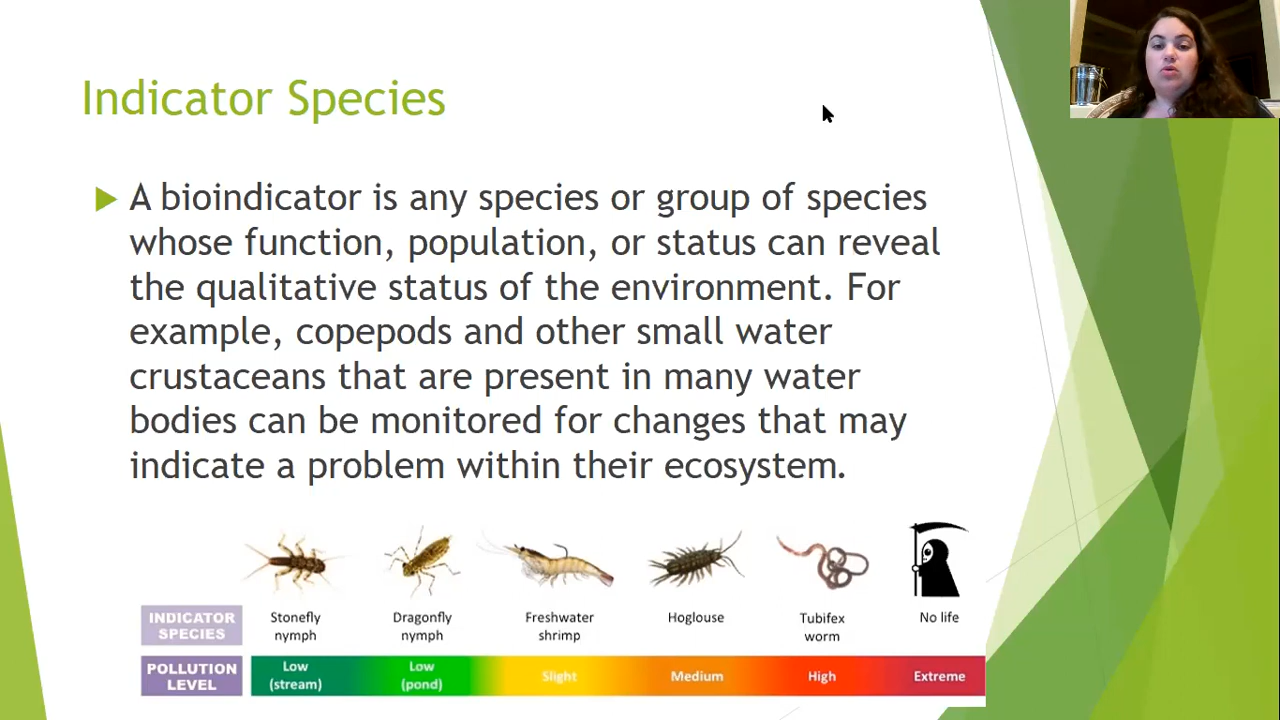 Indicator Species
A bioindicator is any species or group of species
whose function, population, or status can reveal
the qualitative status of the environment. For
example, copepods and other small water
crustaceans that are present in many water
bodies can be monitored for changes that may
indicate a problem within their ecosystem.
INDICATOR SPECIES
Stonefly nymph
Dragonfly nymph
Freshwater shrimp
Hoglouse
Tubifex worm
No life
POLLUTION LEVEL
Low (stream)
Low (pond)
Slight
Medium
High
Extreme